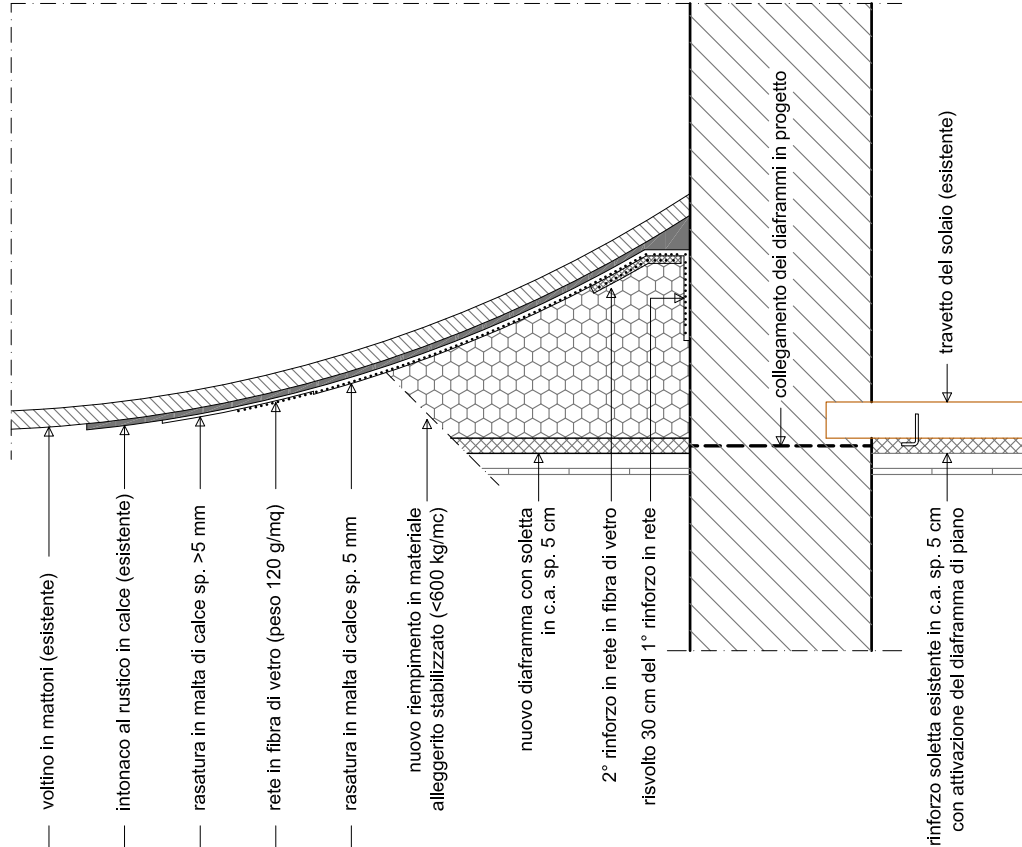 voltino in mattoni (esistente)
intonaco al rustico in calce (esistente)
rasatura in malta di calce sp. >5 mm
rete in fibra di vetro (peso 120 g/mq)
rasatura in malta di calce sp. 5 mm
nuovo riempimento in materiale
alleggerito stabilizzato (<600 kg/mc)
nuovo diaframma con soletta
in c.a. sp. 5 cm
2° rinforzo in rete in fibra di vetro
risvolto 30 cm del 1° rinforzo in rete
collegamento dei diaframmi in progetto
travetto del solaio (esistente)
rinforzo soletta esistente in c.a. sp. 5 cm
con attivazione del diaframma di piano